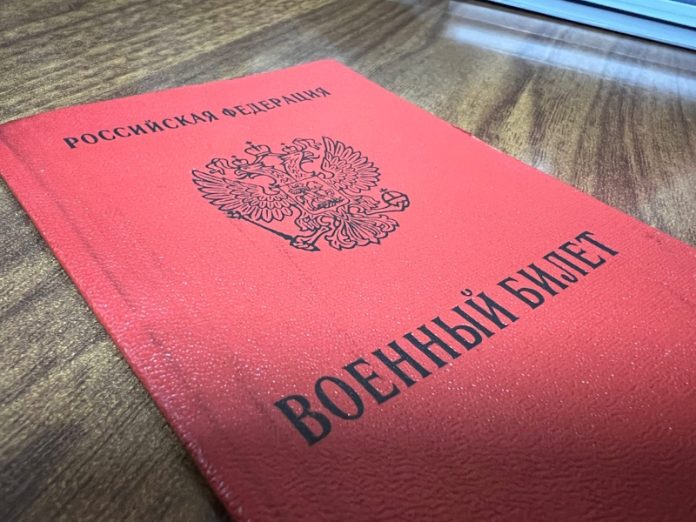 РОССИЙСКАЯ ФЕДЕРАЦИЯ
ВОЕННЫЙ БИЛЕТ